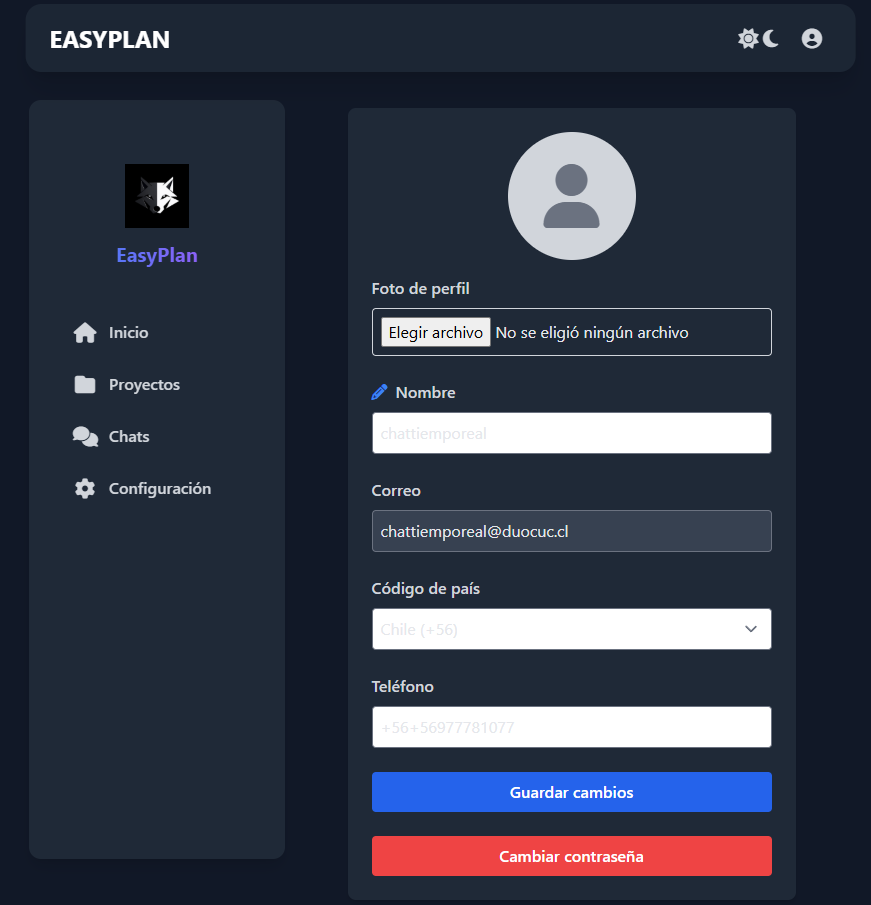 EASYPLAN
EasyPlan
Inicio
Proyectos
Chats
Configuración
Foto de perfil
Elegir archivo No se eligió ningún archivo
Nombre
chattiemporeal
Correo
chattiemporeal@duocuc.cl
Código de país
Chile (+56)
Teléfono
+56+56977781077
Guardar cambios
Cambiar contraseña